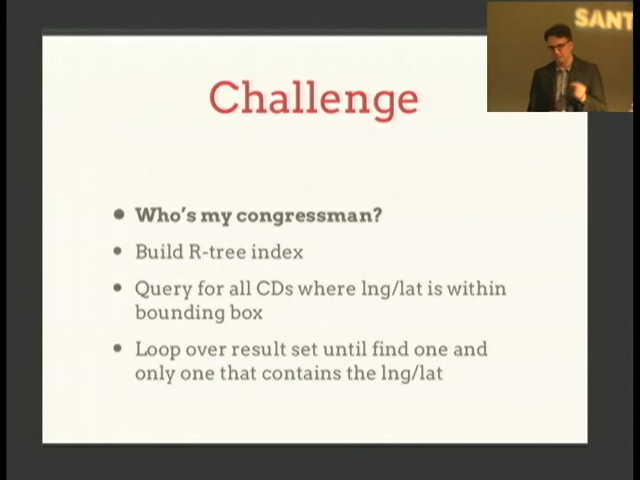 SANT
Challenge
• Who's my congressman?
• Build R-tree index
• Query for all CDs where lng/lat is within
bounding box
• Loop over result set until find one and
only one that contains the lng/lat